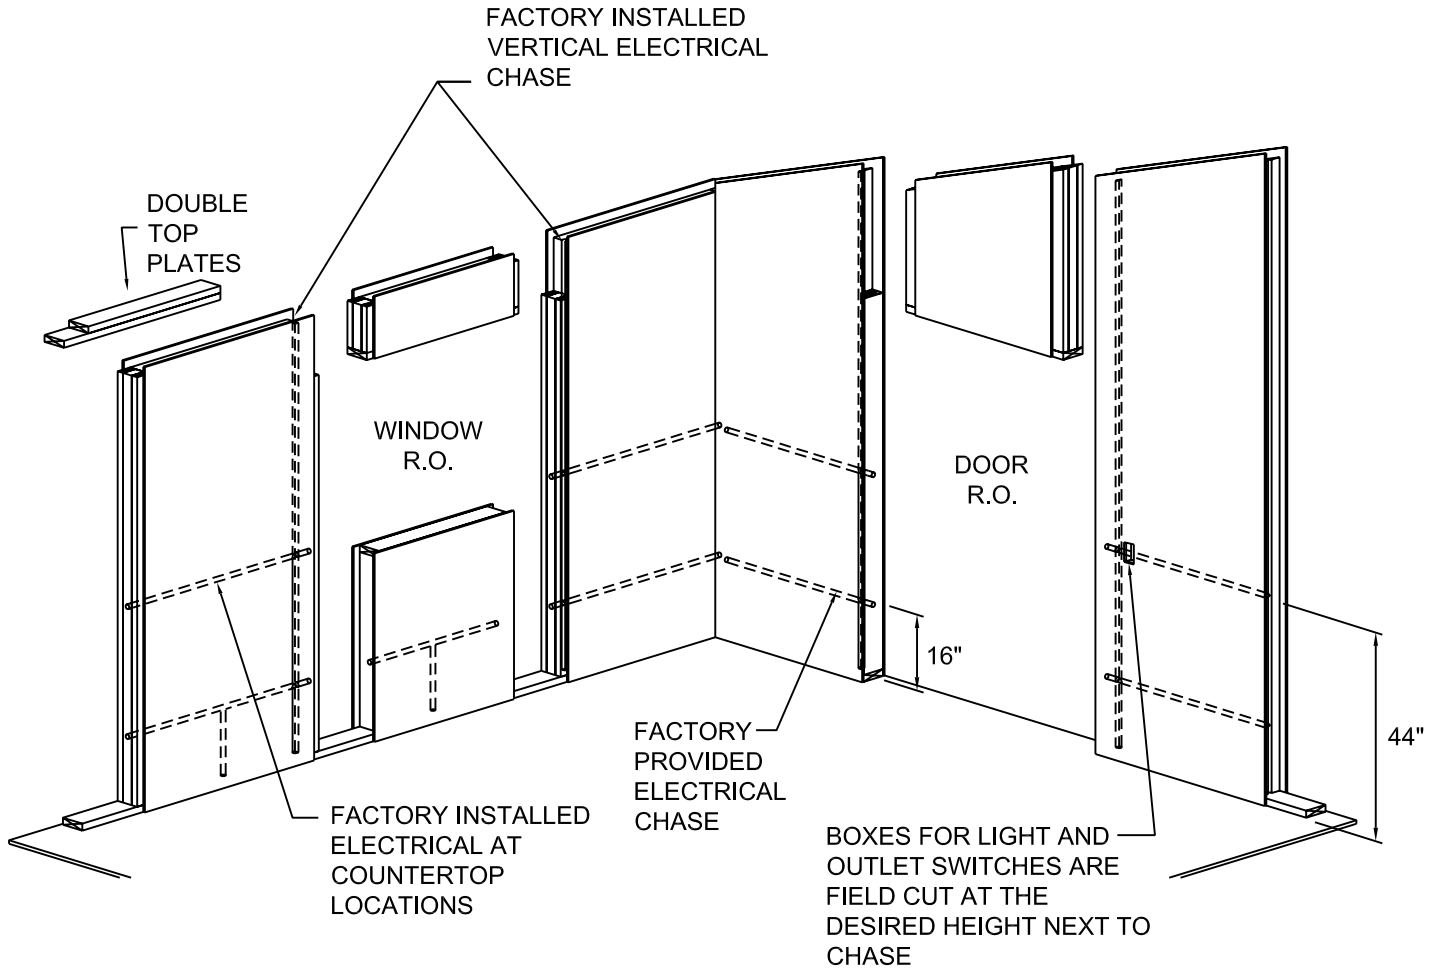 FACTORY INSTALLED
VERTICAL ELECTRICAL
CHASE
DOUBLE
TOP
PLATES
WINDOW
R.O.
DOOR
R.O.
16"
44"
FACTORY
PROVIDED
ELECTRICAL
CHASE
FACTORY INSTALLED
ELECTRICAL AT
COUNTERTOP
LOCATIONS
BOXES FOR LIGHT AND
OUTLET SWITCHES ARE
FIELD CUT AT THE
DESIRED HEIGHT NEXT TO
CHASE